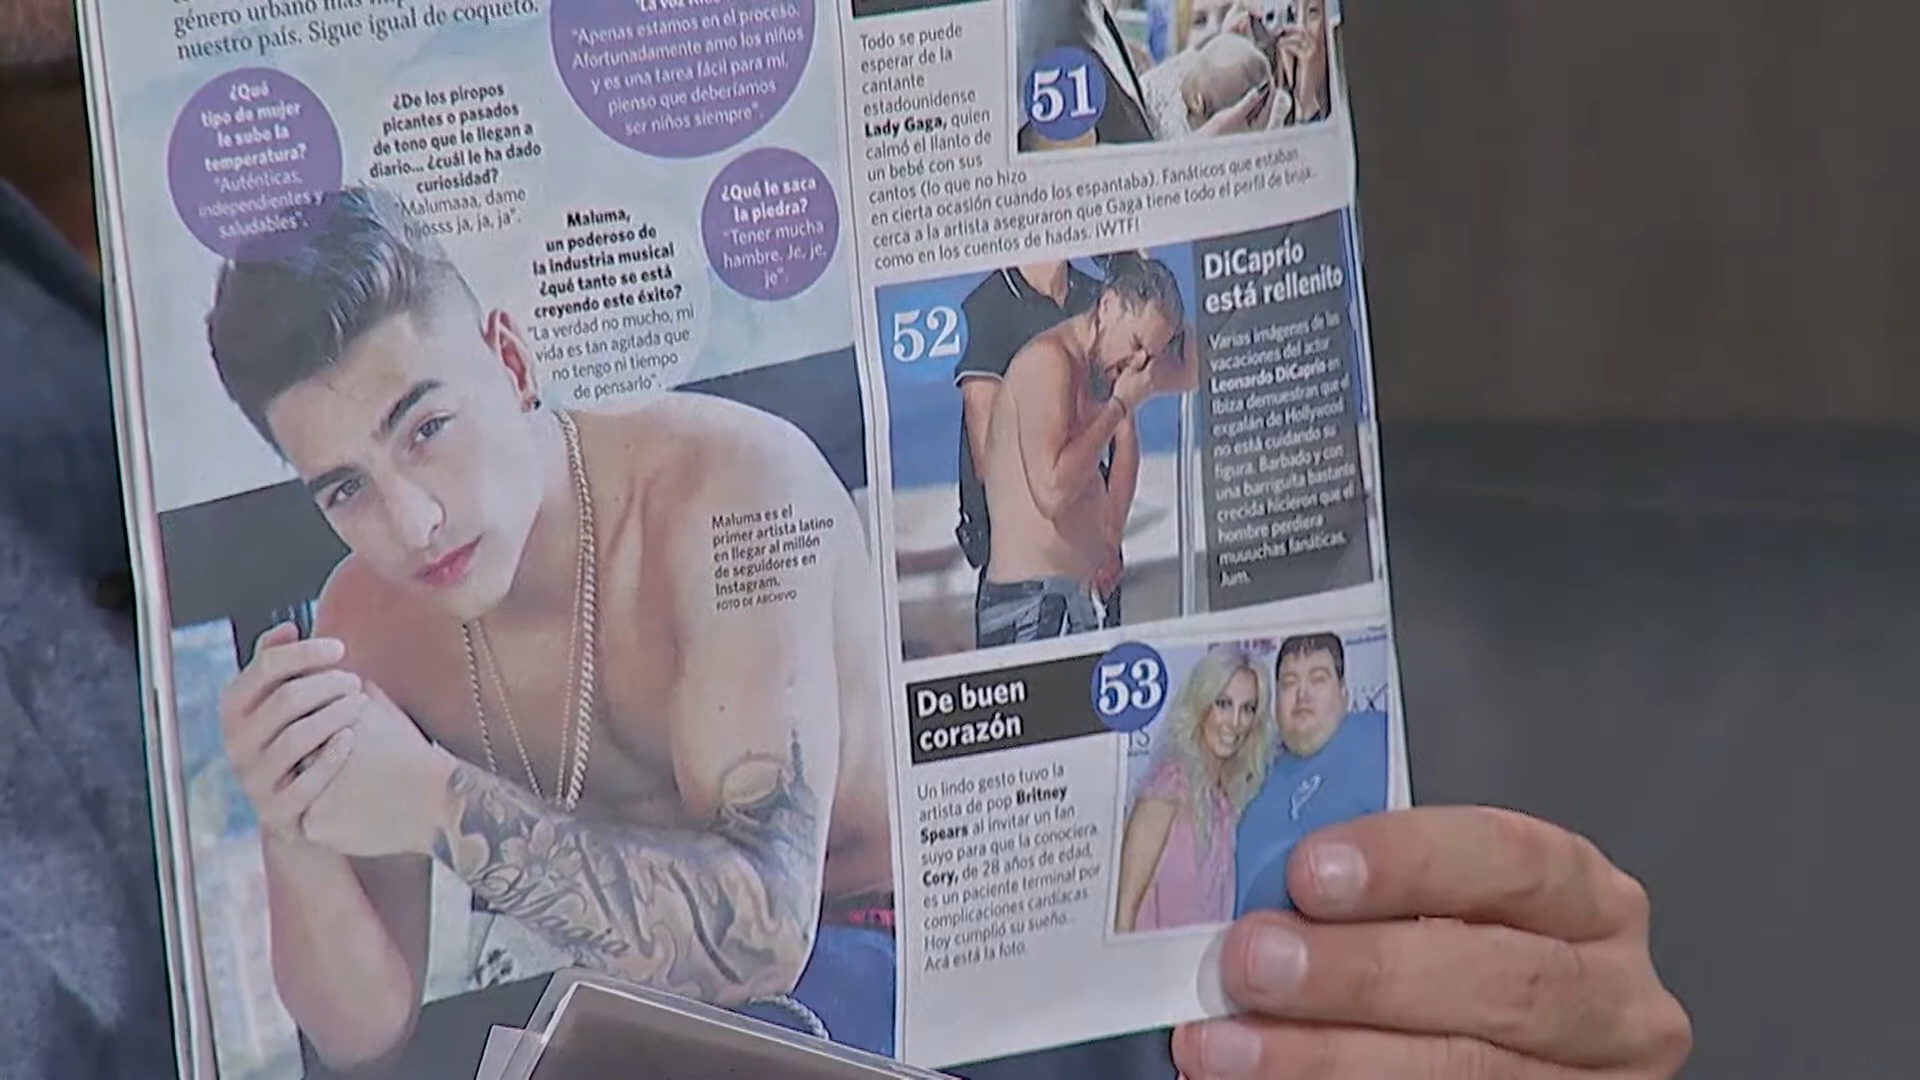 género urbano más
nuestro país. Sigue igual de coqueto.
¿Qué
tipo de mujer
le sube la
temperatura?
"Auténticas,
independientes y
saludables".
¿De los piropos
picantes o pasados
de tono que le llegan a
diario... ¿cuál le ha dado
curiosidad?
"Malumaaa, dame
hijosss ja, ja, ja".
"Apenas estamos en el proceso.
Afortunadamente amo los niños
y es una tarea fácil para mí,
pienso que deberíamos
ser niños siempre".
¿Qué le saca
la piedra?
"Tener mucha
hambre. Je, je,
je".
Maluma,
un poderoso de
la industria musical
¿qué tanto se está
creyendo este éxito?
"La verdad no mucho, mi
vida es tan agitada que
no tengo ni tiempo
de pensarlo".
Maluma es el
primer artista latino
en llegar al millón
de seguidores en
Instagram.
FOTO DE ARCHIVO
Todo se puede
esperar de la
cantante
estadounidense
Lady Gaga, quien
calmó el llanto de
un bebé con sus
cantos (lo que no hizo
en cierta ocasión cuando los espantaba). Fanáticos que estaban
cerca a la artista aseguraron que Gaga tiene todo el perfil de bruja
como en los cuentos de hadas. ¡WTF!
51
52
DiCaprio
está rellenito
Varias imágenes de las
vacaciones del actor
Leonardo DiCaprio en
Ibiza demuestran que el
exgalán de Hollywood
no está cuidando su
figura. Barbado y con
una barriguita bastante
crecida hicieron que el
hombre perdiera
muuuchas fanáticas.
Jum.
De buen
corazón
53
Un lindo gesto tuvo la
artista de pop Britney
Spears al invitar un fan
suyo para que la conociera.
Cory, de 28 años de edad,
es un paciente terminal por
complicaciones cardíacas.
Hoy cumplió su sueño...
Acá está la foto.